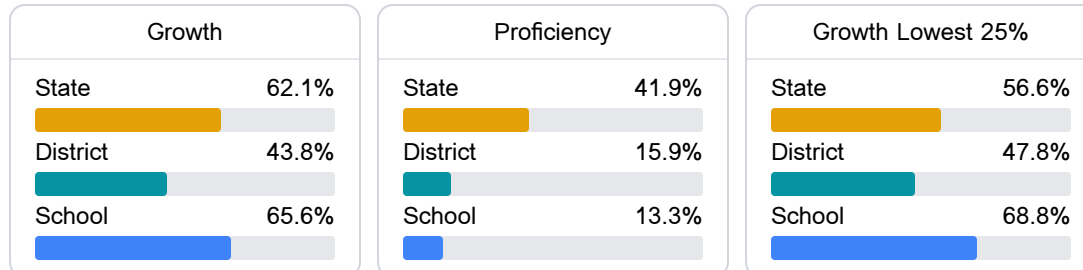 Growth
State 62.1%
District 43.8%
School 65.6%
Proficiency
State 41.9%
District 15.9%
School 13.3%
Growth Lowest 25%
State 56.6%
District 47.8%
School 68.8%